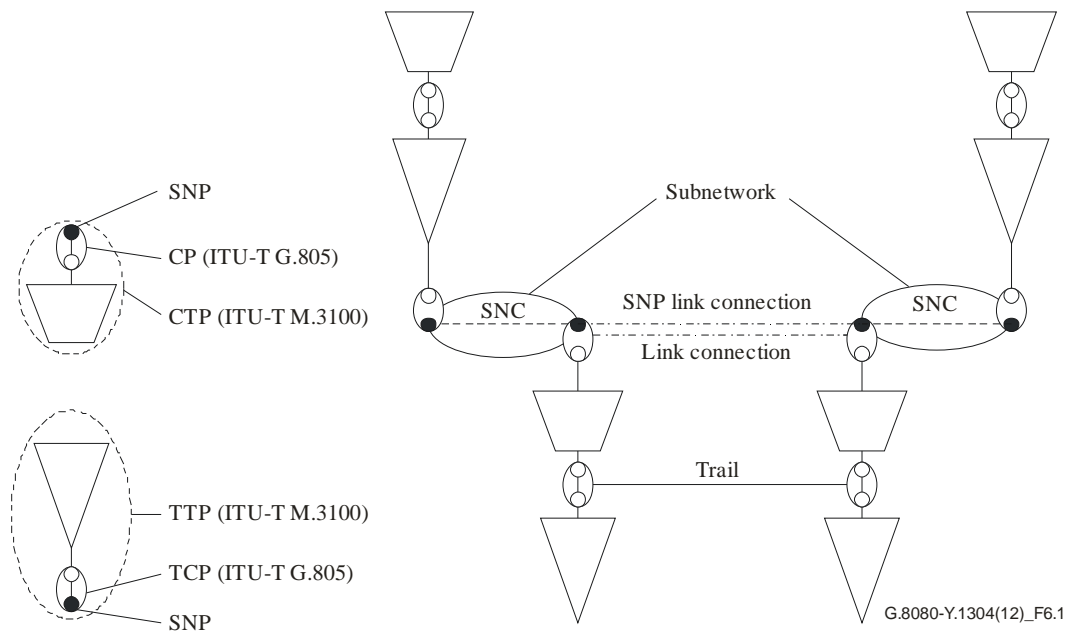 SNP
CP (ITU-T G.805)
CTP (ITU-T M.3100)
TTP (ITU-T M.3100)
TCP (ITU-T G.805)
SNP
Subnetwork
SNC
SNP link connection
SNC
Link connection
Trail
G.8080-Y.1304(12)_F6.1